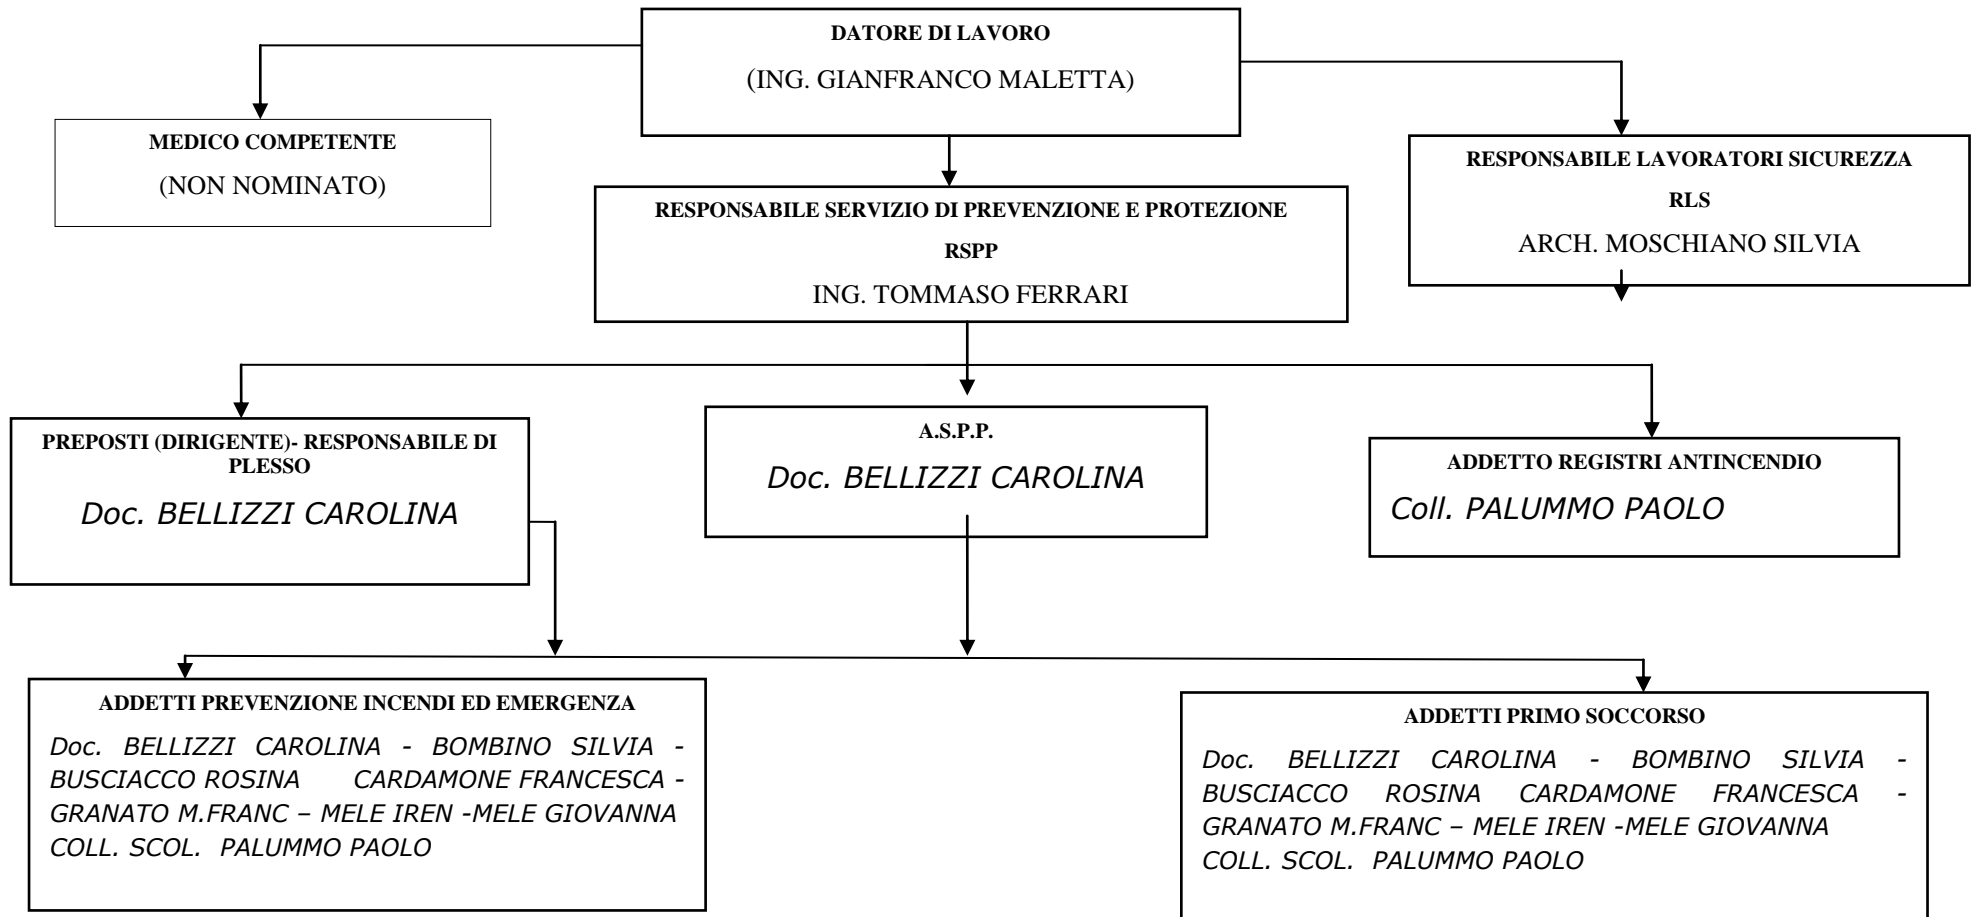 DATORE DI LAVORO
(ING. GIANFRANCO MALETTA)
MEDICO COMPETENTE
(NON NOMINATO)
RESPONSABILE LAVORATORI SICUREZZA
RLS
ARCH. MOSCHIANO SILVIA
RESPONSABILE SERVIZIO DI PREVENZIONE E PROTEZIONE
RSPP
ING. TOMMASO FERRARI
PREPOSTI (DIRIGENTE)- RESPONSABILE DI
PLESSO
Doc. BELLIZZI CAROLINA
A.S.P.P.
Doc. BELLIZZI CAROLINA
ADDETTO REGISTRI ANTINCENDIO
Coll. PALUMMO PAOLO
ADDETTI PREVENZIONE INCENDI ED EMERGENZA
Doc. BELLIZZI CAROLINA - BOMBINO SILVIA -
BUSCIACCO ROSINA CARDAMONE FRANCESCA -
GRANATO M.FRANC – MELE IREN -MELE GIOVANNA
COLL. SCOL. PALUMMO PAOLO
ADDETTI PRIMO SOCCORSO
Doc. BELLIZZI CAROLINA - BOMBINO SILVIA -
BUSCIACCO ROSINA CARDAMONE FRANCESCA -
GRANATO M.FRANC – MELE IREN -MELE GIOVANNA
COLL. SCOL. PALUMMO PAOLO